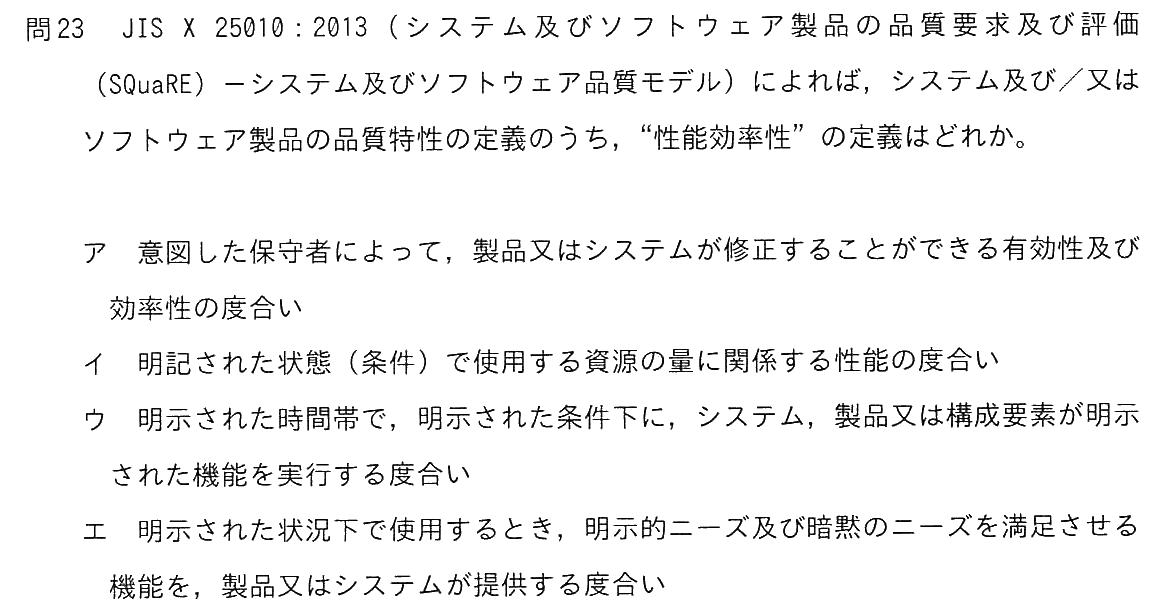 問23 JIS X 25010：2013（システム及びソフトウェア製品の品質要求及び評価
（SQuaRE）－システム及びソフトウェア品質モデル）によれば，システム及び／又は
ソフトウェア製品の品質特性の定義のうち，“性能効率性”の定義はどれか。
ア 意図した保守者によって，製品又はシステムが修正することができる有効性及び
効率性の度合い
イ 明記された状態（条件）で使用する資源の量に関係する性能の度合い
ウ 明示された時間帯で，明示された条件下に，システム，製品又は構成要素が明示
された機能を実行する度合い
エ 明示された状況下で使用するとき，明示的ニーズ及び暗黙のニーズを満足させる
機能を，製品又はシステムが提供する度合い